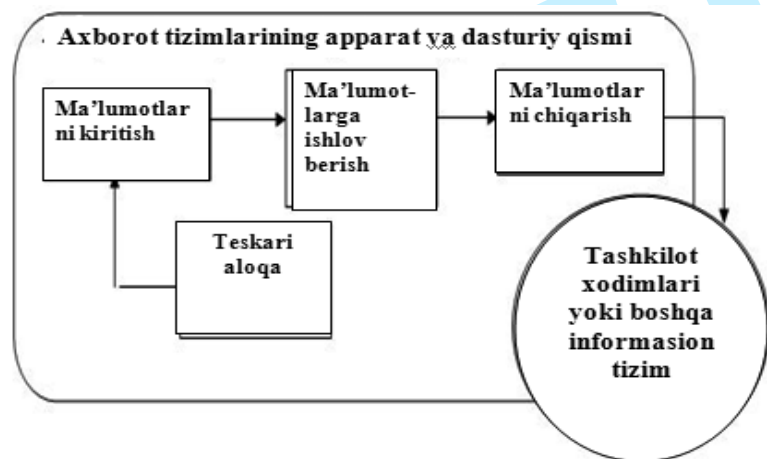 Axborot tizimlarining apparat ya dasturiy qismi
Ma’lumotlar
ni kiritish
Ma’lumot-
larga
ishlov
berish
Ma’lumotlar
ni chiqarish
Teskari
aloqa
Tashkilot
xodimlari
yoki boshqa
informasion
tizim